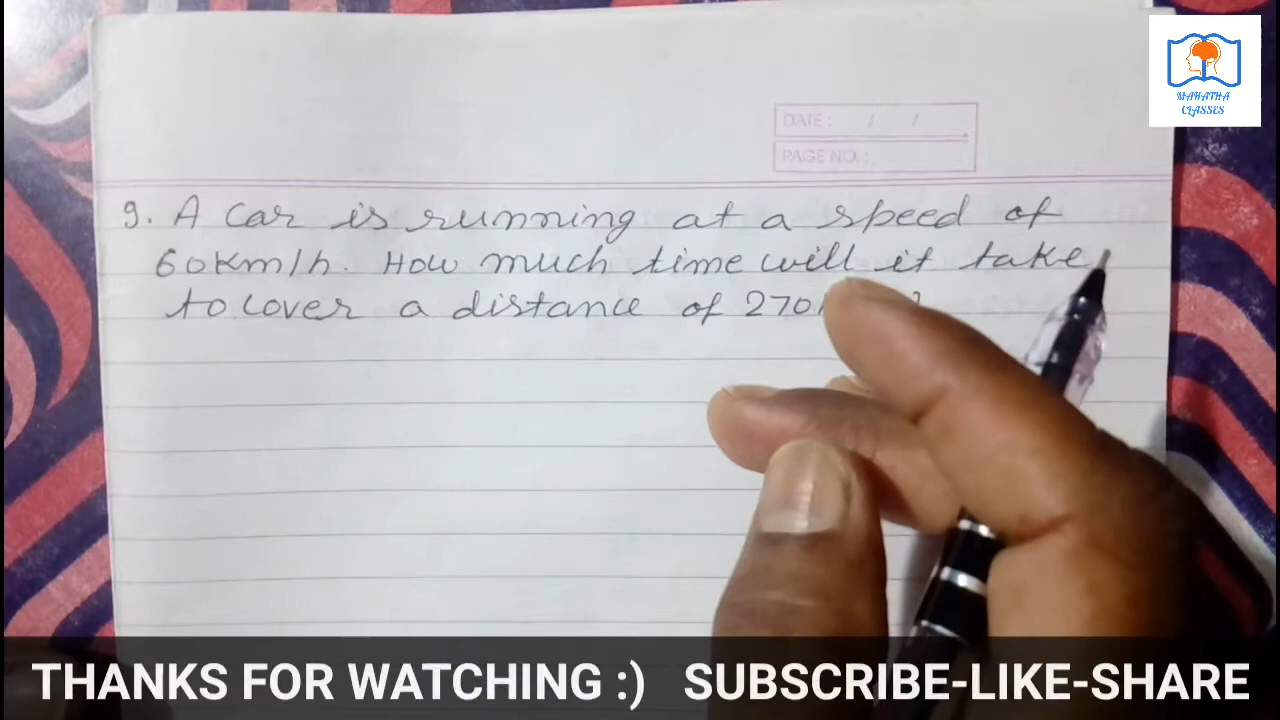 MAHATHA
CLASSES
DATE: / /
PAGE NO.:
9. A car is running at a speed of
60km/h. How much time will it take
to cover a distance of 270 ?
THANKS FOR WATCHING :) SUBSCRIBE-LIKE-SHARE